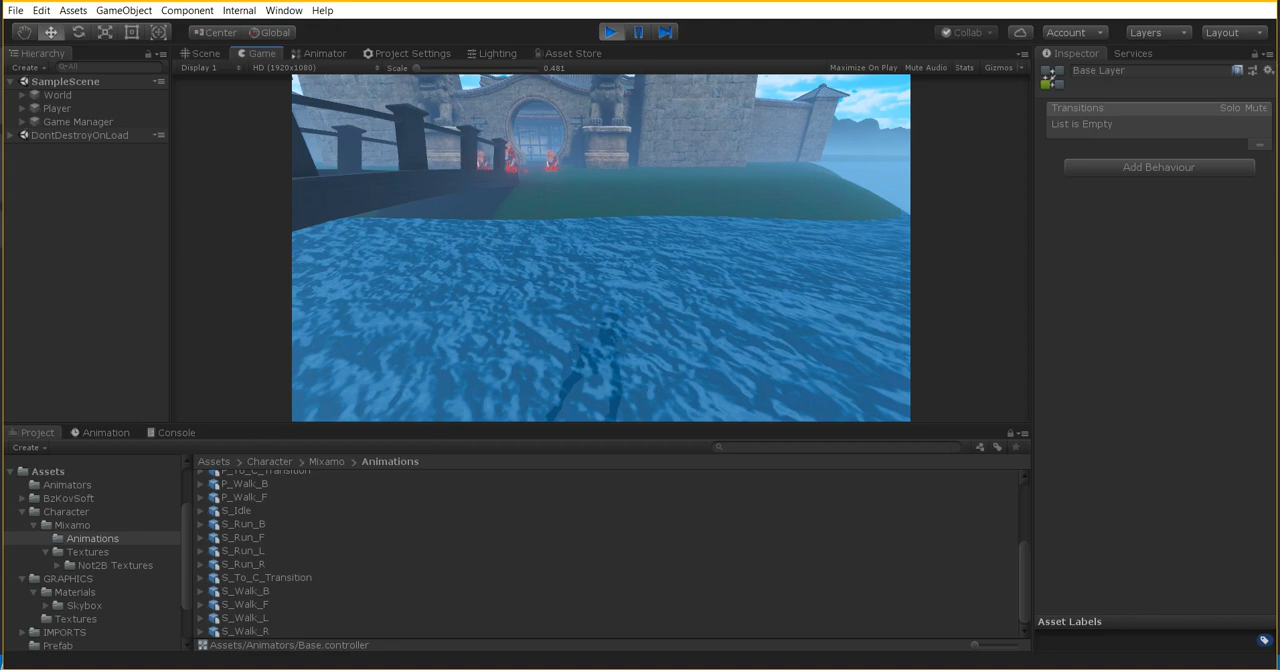 File Edit Assets GameObject Component Internal Window Help
Center Global Collab Account Layers Layout
Hierarchy Scene Game Animator Project Settings Lighting Asset Store Inspector Services
Create All Display 1 HD (1920x1080) Scale 0.481 Maximize On Play Mute Audio Stats Gizmos Base Layer
SampleScene
World
Player
Game Manager
DontDestroyOnLoad
Transitions Solo Mute
List is Empty
Add Behaviour
Project Animation Console
Create
Assets > Character > Mixamo > Animations
Assets
Animators
BzKovSoft
Character
Mixamo
Animations
Textures
Not2B Textures
GRAPHICS
Materials
Skybox
Textures
IMPORTS
Prefab
P_To_C_Transition
P_Walk_B
P_Walk_F
S_Idle
S_Run_B
S_Run_F
S_Run_L
S_Run_R
S_To_C_Transition
S_Walk_B
S_Walk_F
S_Walk_L
S_Walk_R
Assets/Animators/Base.controller
Asset Labels